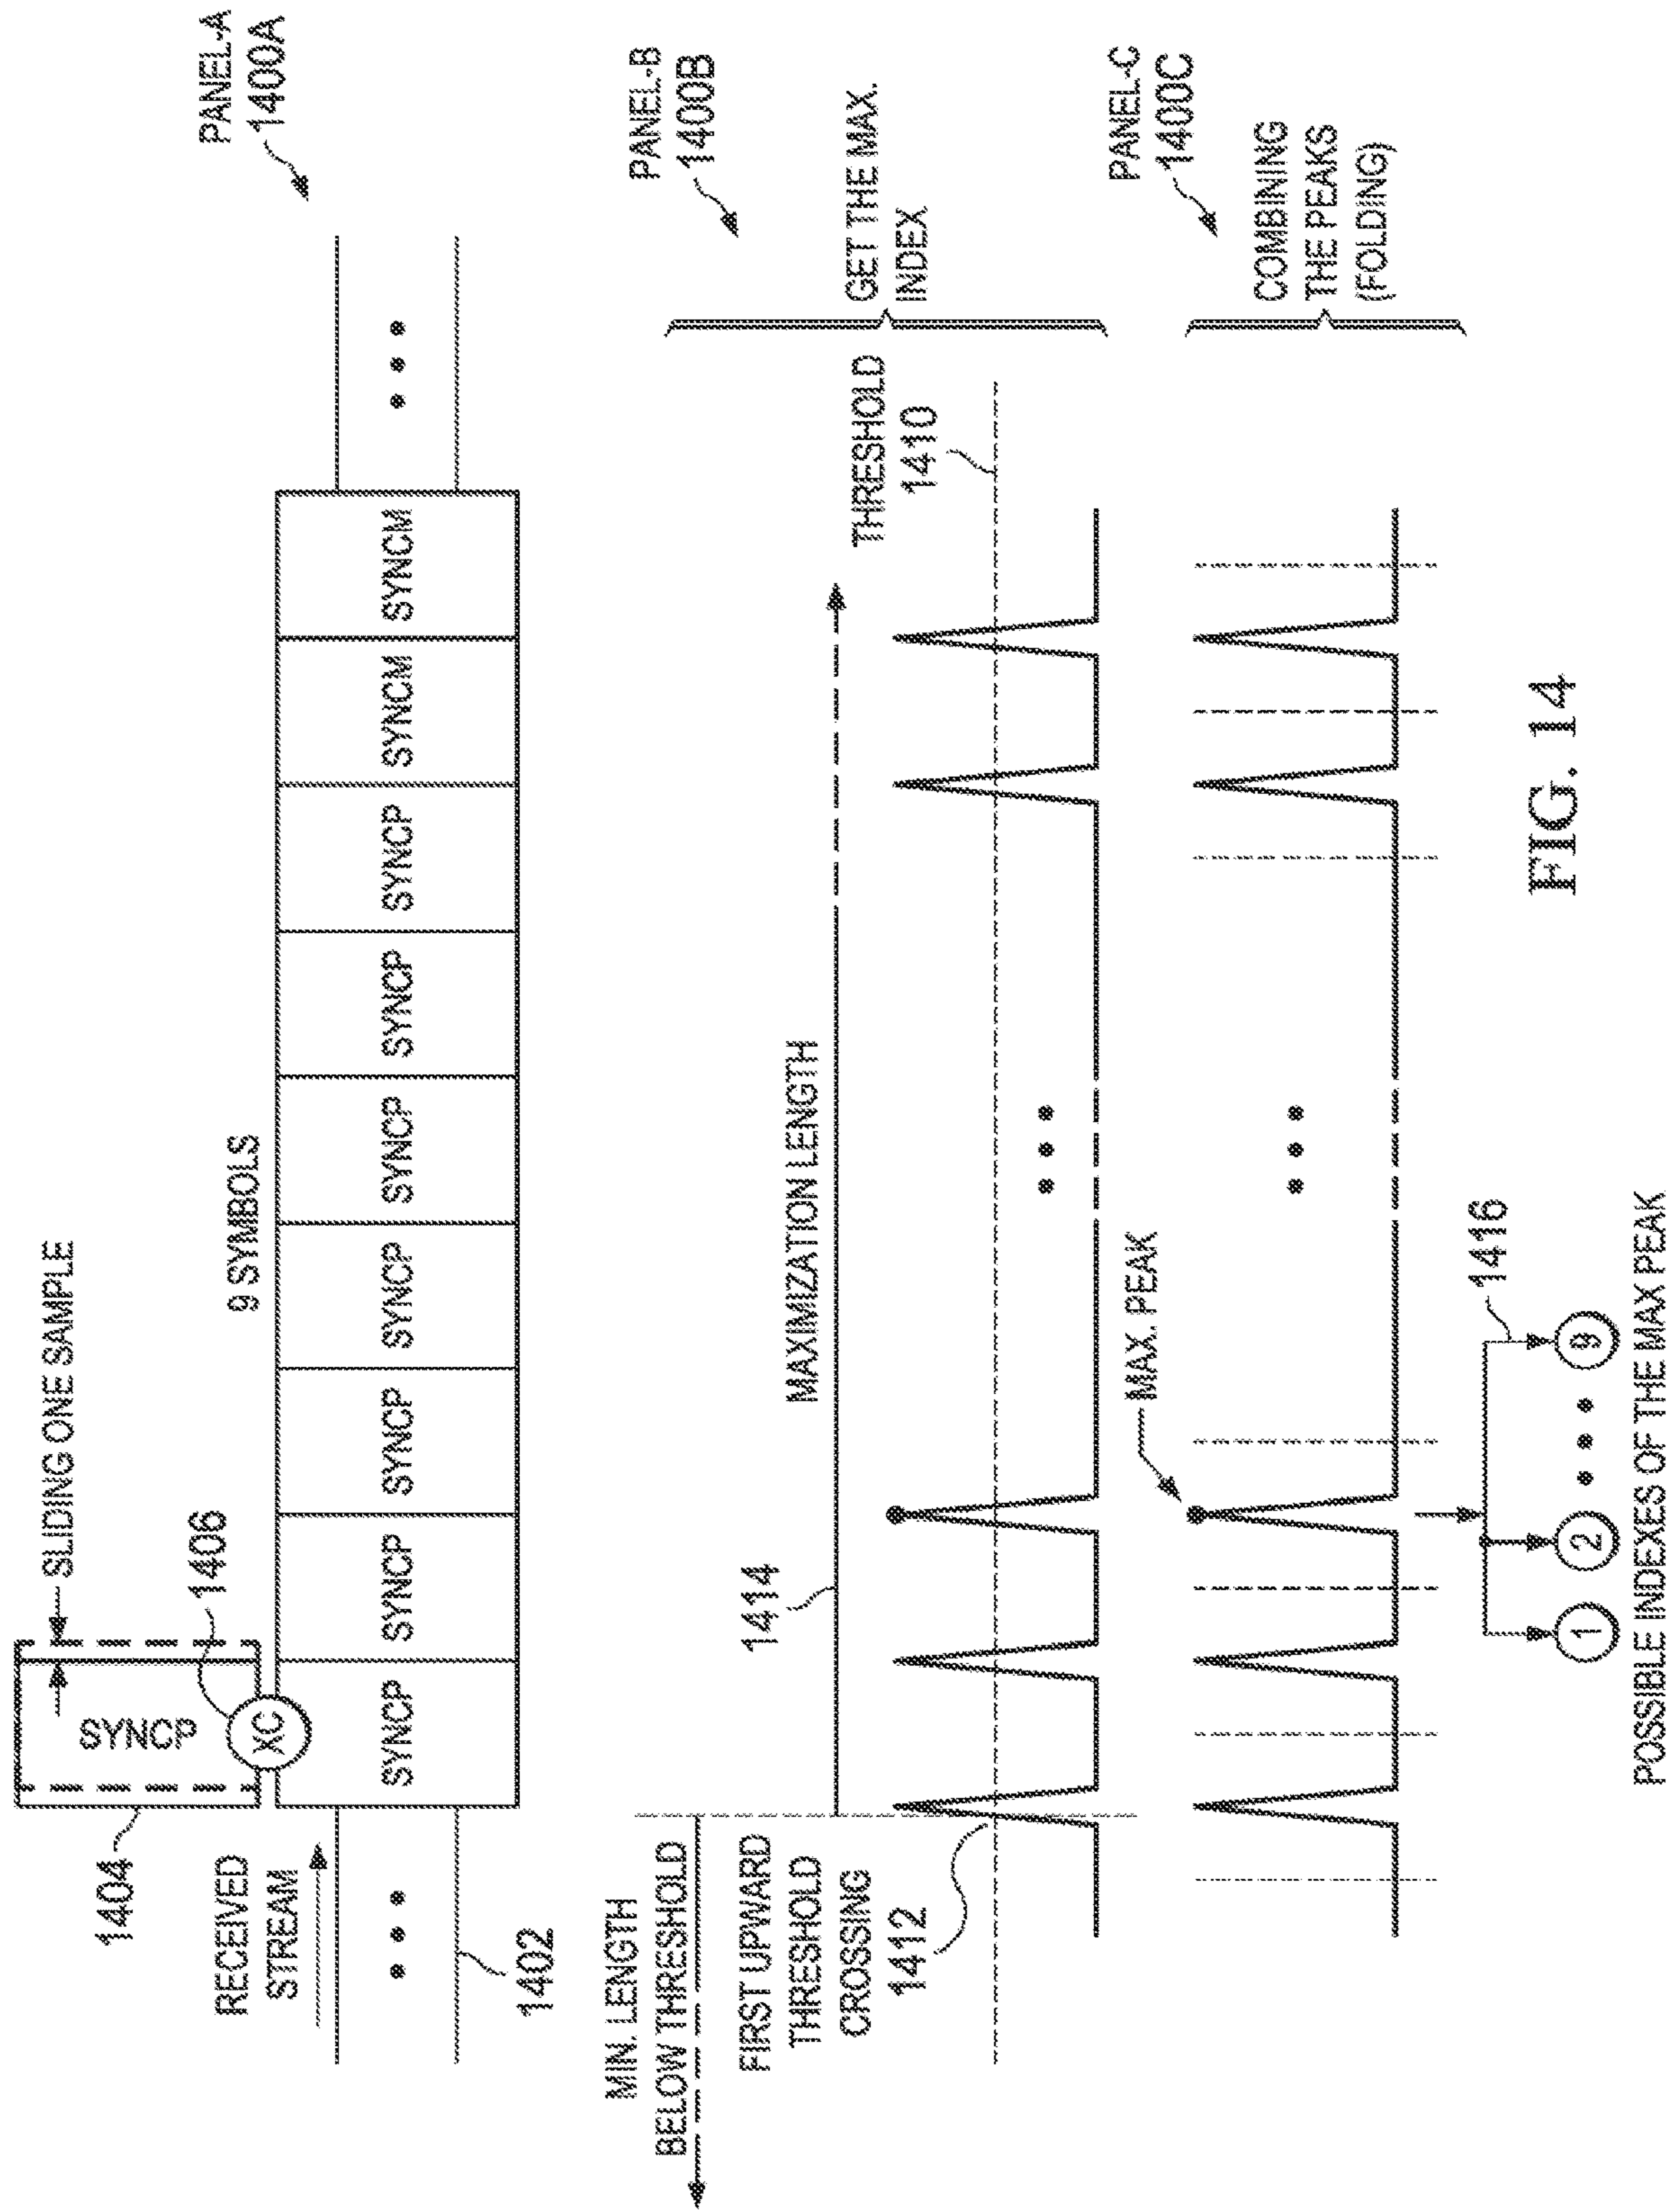 PANEL-A
1400A
SLIDING ONE SAMPLE
1404
SYNCP
1406
XC
9 SYMBOLS
RECEIVED
STREAM
SYNCP
SYNCP
SYNCP
SYNCP
SYNCP
SYNCP
SYNCP
SYNCM
SYNCM
1402
PANEL-B
1400B
MIN. LENGTH
BELOW THRESHOLD
FIRST UPWARD
THRESHOLD
CROSSING
1412
1414
MAXIMIZATION LENGTH
THRESHOLD
1410
GET THE MAX.
INDEX
PANEL-C
1400C
MAX. PEAK
COMBINING
THE PEAKS
(FOLDING)
1416
1
2
9
POSSIBLE INDEXES OF THE MAX PEAK
FIG. 14